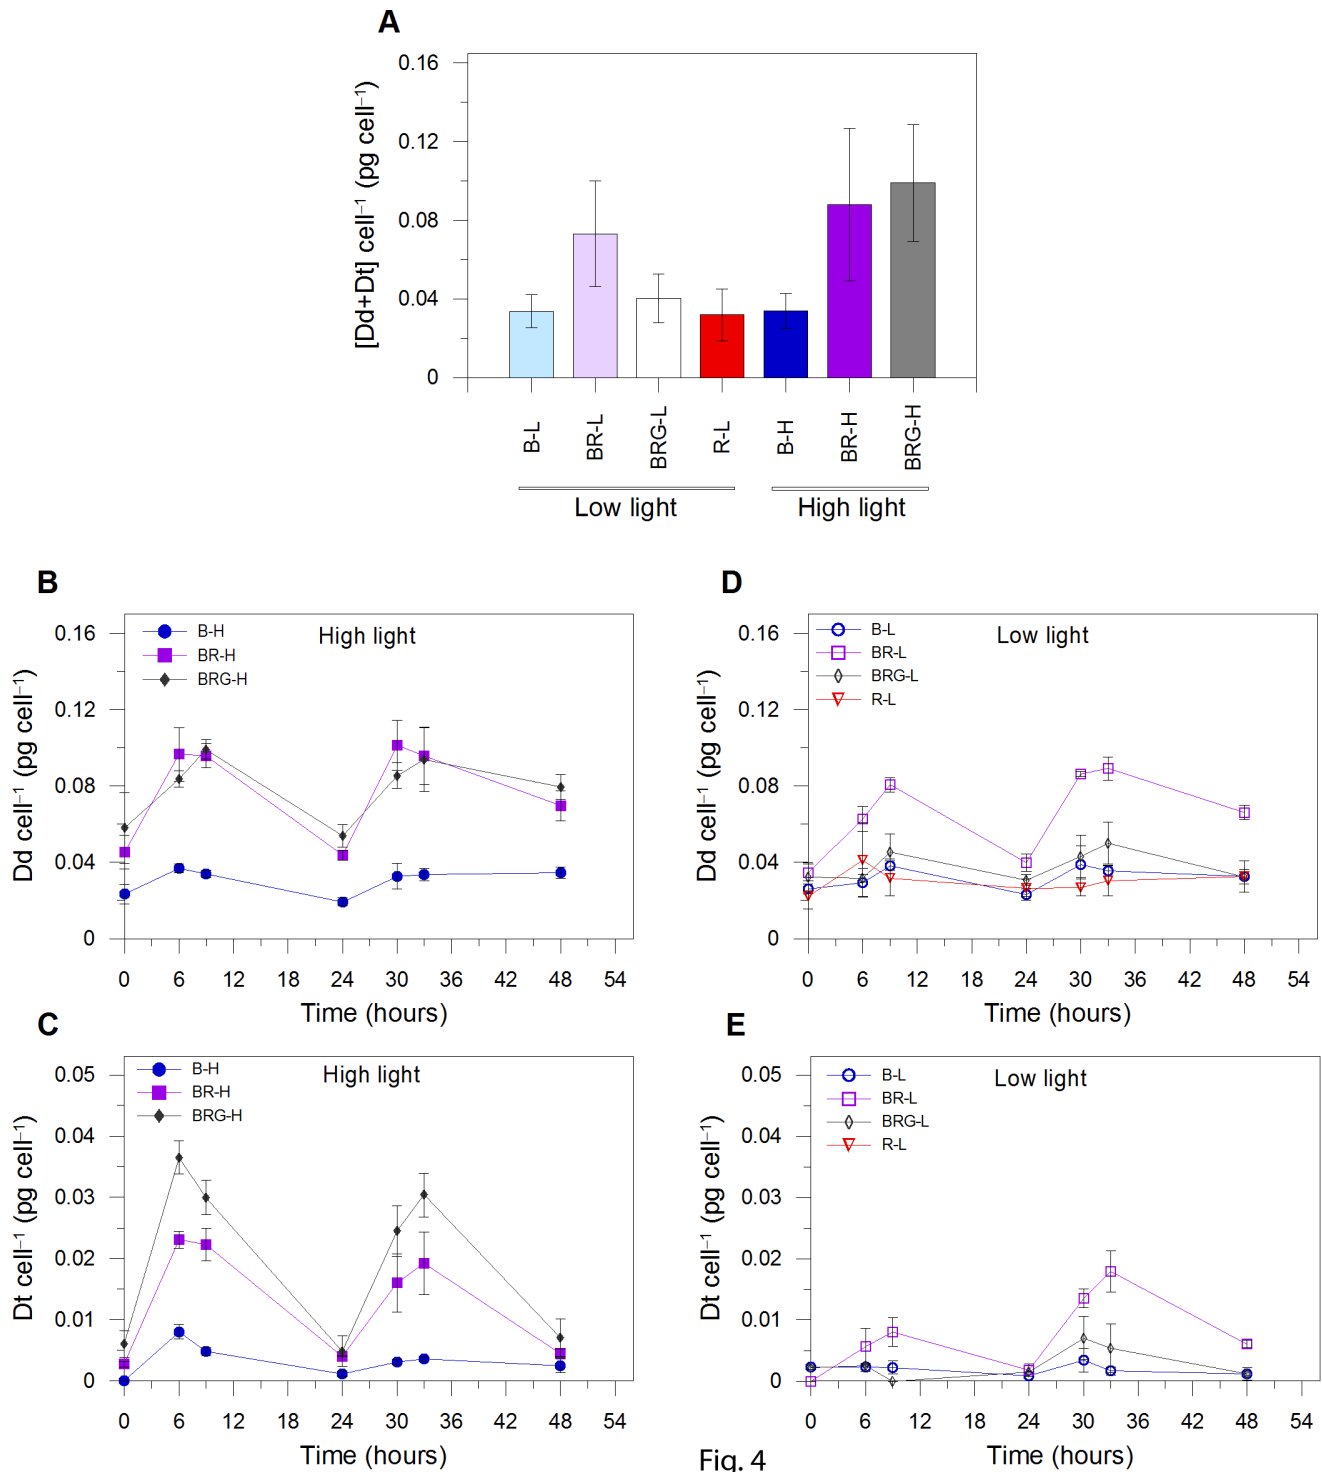 A
[Dd+Dt] cell⁻¹ (pg cell⁻¹)
0.16
0.12
0.08
0.04
0
B-L
BR-L
BRG-L
R-L
B-H
BR-H
BRG-H
Low light
High light
B
Dd cell⁻¹ (pg cell⁻¹)
0.16
0.12
0.08
0.04
0
B-H
BR-H
BRG-H
High light
0 6 12 18 24 30 36 42 48 54
Time (hours)
D
Dd cell⁻¹ (pg cell⁻¹)
0.16
0.12
0.08
0.04
0
B-L
BR-L
BRG-L
R-L
Low light
0 6 12 18 24 30 36 42 48 54
Time (hours)
C
Dt cell⁻¹ (pg cell⁻¹)
0.05
0.04
0.03
0.02
0.01
0
B-H
BR-H
BRG-H
High light
0 6 12 18 24 30 36 42 48 54
Time (hours)
E
Dt cell⁻¹ (pg cell⁻¹)
0.05
0.04
0.03
0.02
0.01
0
B-L
BR-L
BRG-L
R-L
Low light
0 6 12 18 24 30 36 42 48 54
Time (hours)
Fig. 4